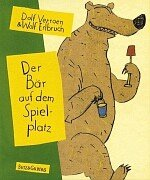 Dolf Verroen
& Wolf Erlbruch
Der
Bär
auf dem
Spiel-
platz